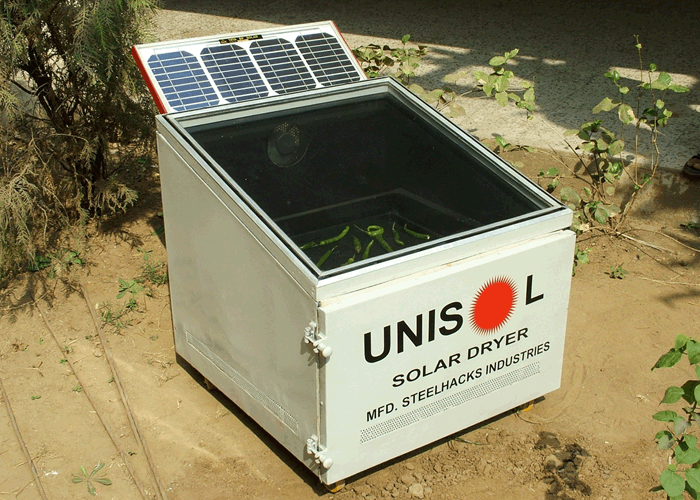 UNISOL
SOLAR DRYER
MFD. STEELHACKS INDUSTRIES